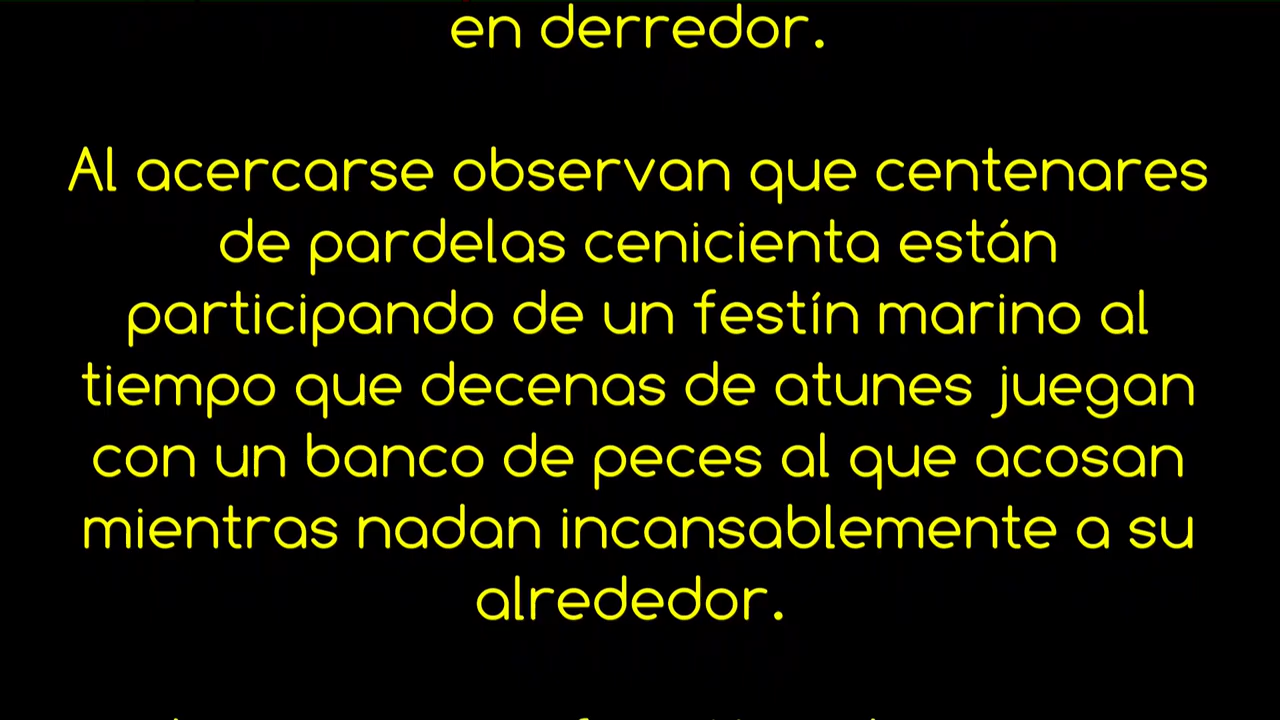 en derredor.
Al acercarse observan que centenares
de pardelas cenicienta están
participando de un festín marino al
tiempo que decenas de atunes juegan
con un banco de peces al que acosan
mientras nadan incansablemente a su
alrededor.